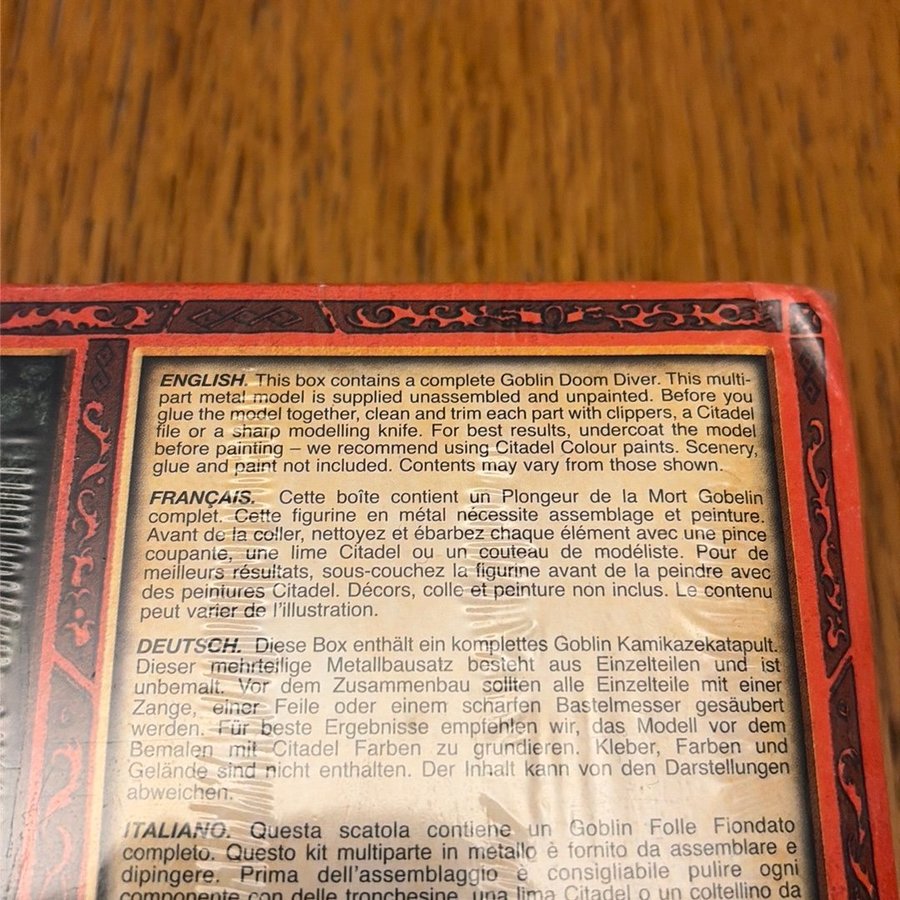 ENGLISH. This box contains a complete Goblin Doom Diver. This multi-
part metal model is supplied unassembled and unpainted. Before you
glue the model together, clean and trim each part with clippers, a Citadel
file or a sharp modelling knife. For best results, undercoat the model
before painting – we recommend using Citadel Colour paints. Scenery,
glue and paint not included. Contents may vary from those shown.
FRANÇAIS. Cette boîte contient un Plongeur de la Mort Gobelin
complet. Cette figurine en métal nécessite assemblage et peinture.
Avant de la coller, nettoyez et ébarbez chaque élément avec une pince
coupante, une lime Citadel ou un couteau de modéliste. Pour de
meilleurs résultats, sous-couchez la figurine avant de la peindre avec
des peintures Citadel. Décors, colle et peinture non inclus. Le contenu
peut varier de l'illustration.
DEUTSCH. Diese Box enthält ein komplettes Goblin Kamikazekatapult.
Dieser mehrteilige Metallbausatz besteht aus Einzelteilen und ist
unbemalt. Vor dem Zusammenbau sollten alle Einzelteile mit einer
Zange, einer Feile oder einem scharfen Bastelmesser gesäubert
werden. Für beste Ergebnisse empfehlen wir, das Modell vor dem
Bemalen mit Citadel Farben zu grundieren. Kleber, Farben und
Gelände sind nicht enthalten. Der Inhalt kann von den Darstellungen
abweichen.
ITALIANO. Questa scatola contiene un Goblin Folle Fiondato
completo. Questo kit multiparte in metallo è fornito da assemblare e
dipingere. Prima dell'assemblaggio è consigliabile pulire ogni
componente con delle tronchesine, una lima Citadel o un coltellino da